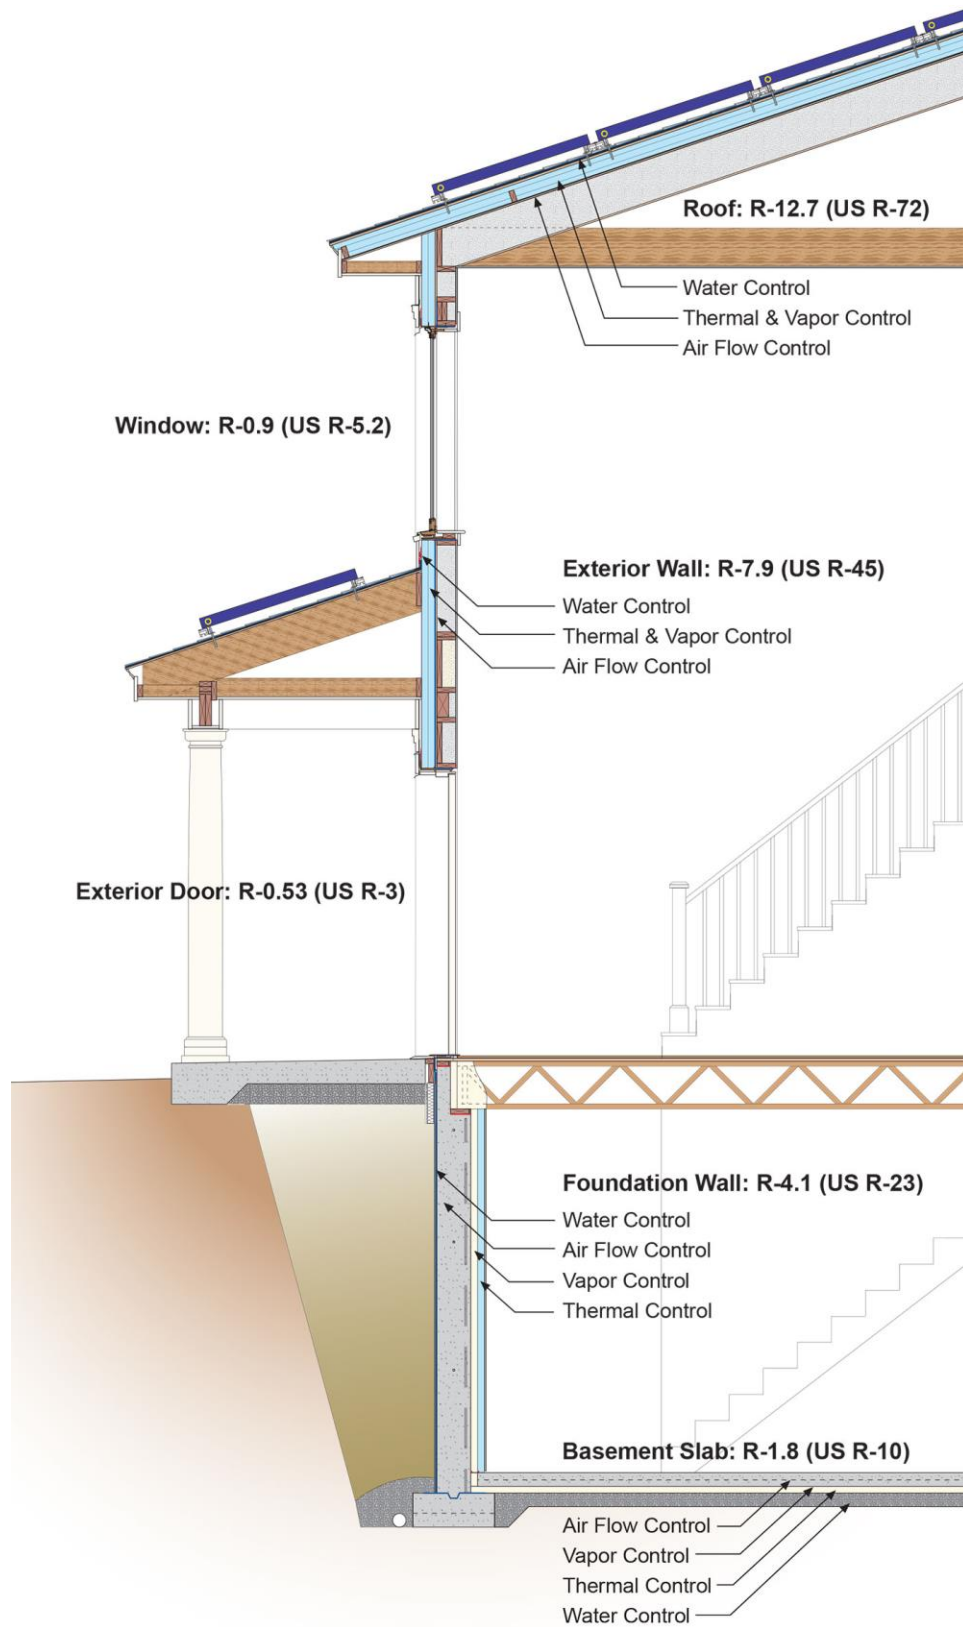 Roof: R-12.7 (US R-72)
Water Control
Thermal & Vapor Control
Air Flow Control
Window: R-0.9 (US R-5.2)
Exterior Wall: R-7.9 (US R-45)
Water Control
Thermal & Vapor Control
Air Flow Control
Exterior Door: R-0.53 (US R-3)
Foundation Wall: R-4.1 (US R-23)
Water Control
Air Flow Control
Vapor Control
Thermal Control
Basement Slab: R-1.8 (US R-10)
Air Flow Control
Vapor Control
Thermal Control
Water Control